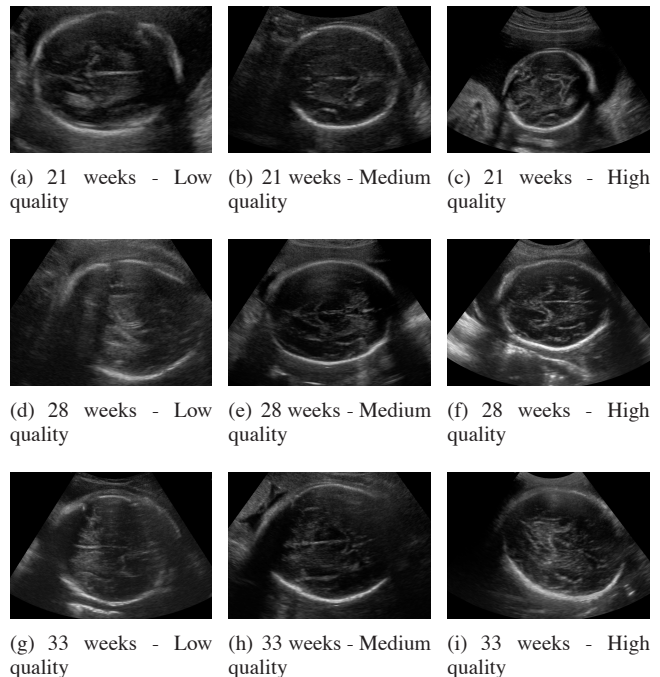 (a) 21 weeks - Low
quality
(b) 21 weeks - Medium
quality
(c) 21 weeks - High
quality
(d) 28 weeks - Low
quality
(e) 28 weeks - Medium
quality
(f) 28 weeks - High
quality
(g) 33 weeks - Low
quality
(h) 33 weeks - Medium
quality
(i) 33 weeks - High
quality